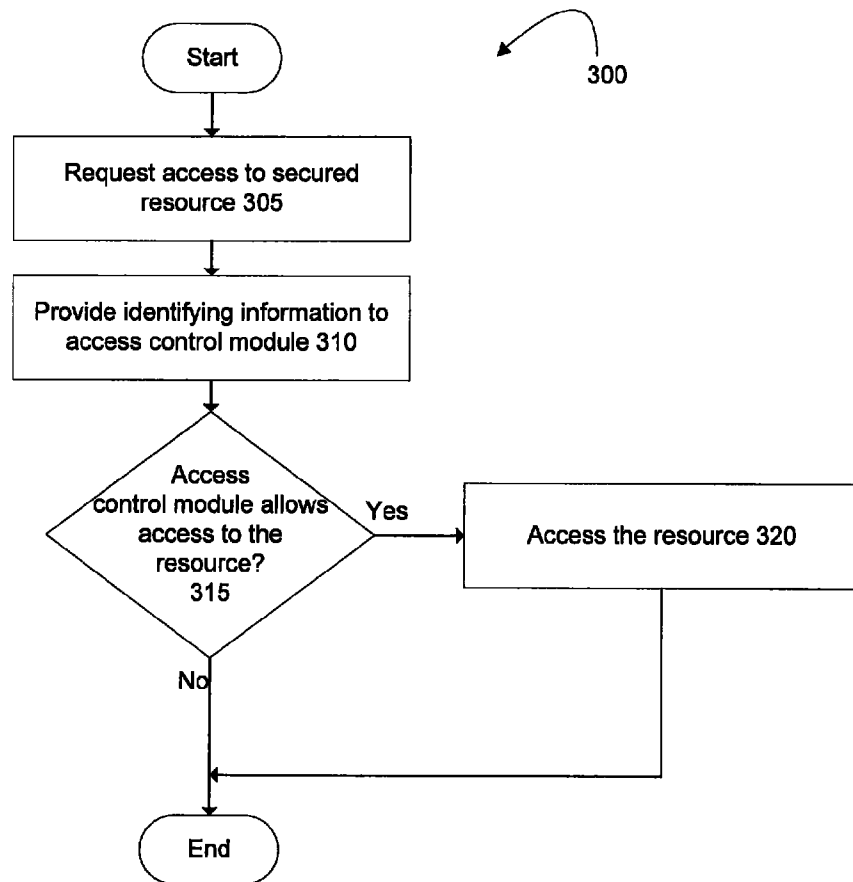 Start
300
Request access to secured
resource 305
Provide identifying information to
access control module 310
Access
control module allows
access to the
resource?
315
Yes
Access the resource 320
No
End